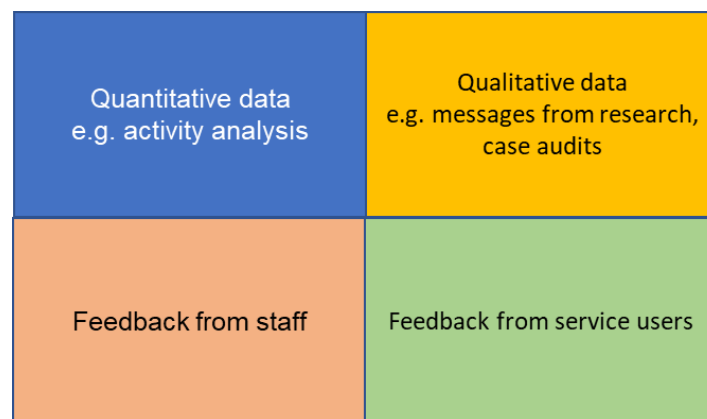 Quantitative data
e.g. activity analysis
Qualitative data
e.g. messages from research,
case audits
Feedback from staff
Feedback from service users